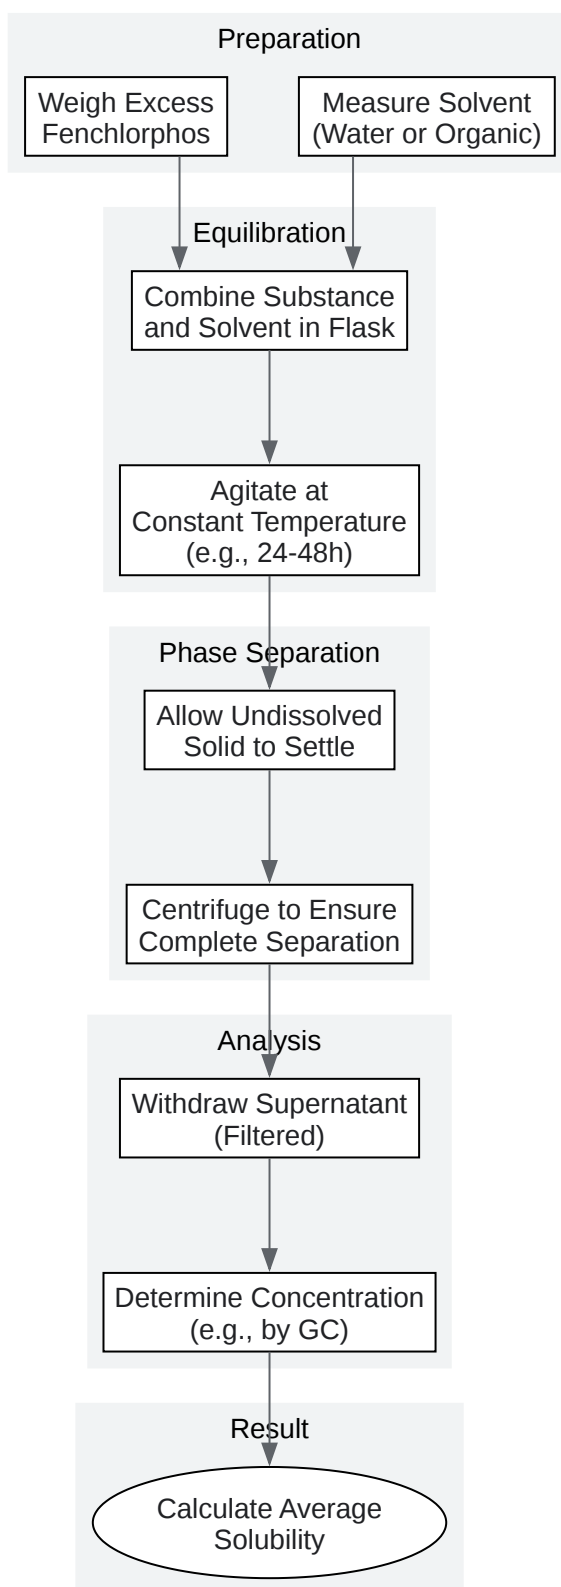 Preparation
Weigh Excess
Fenchlorphos
Measure Solvent
(Water or Organic)
Equilibration
Combine Substance
and Solvent in Flask
Agitate at
Constant Temperature
(e.g., 24-48h)
Phase Separation
Allow Undissolved
Solid to Settle
Centrifuge to Ensure
Complete Separation
Analysis
Withdraw Supernatant
(Filtered)
Determine Concentration
(e.g., by GC)
Result
Calculate Average
Solubility